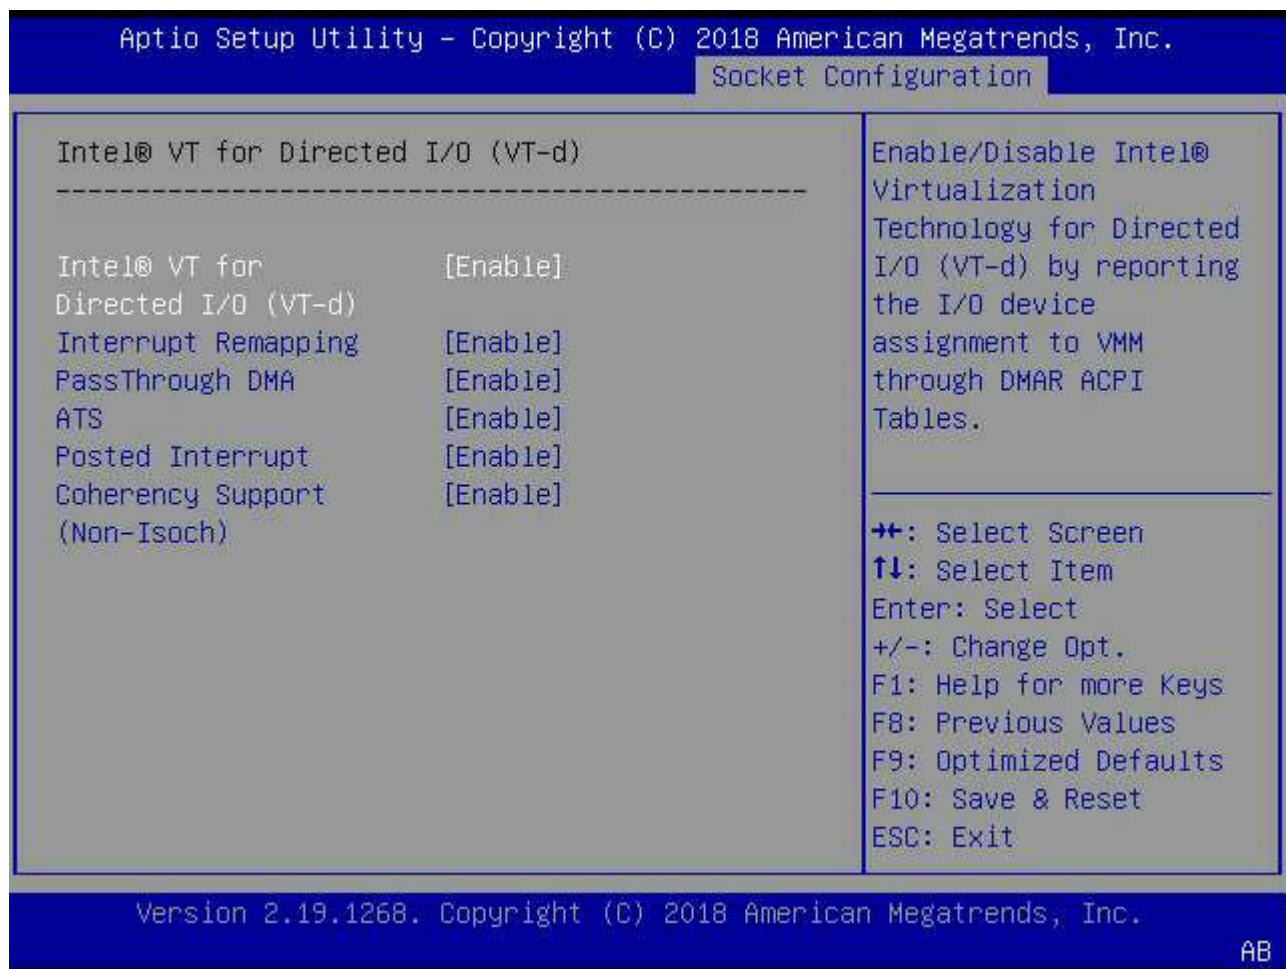 Aptio Setup Utility – Copyright (C) 2018 American Megatrends, Inc.
Socket Configuration
Intel® VT for Directed I/O (VT-d)
-----------------------------------------------
Intel® VT for [Enable]
Directed I/O (VT-d)
Interrupt Remapping [Enable]
PassThrough DMA [Enable]
ATS [Enable]
Posted Interrupt [Enable]
Coherency Support [Enable]
(Non-Isoch)
Enable/Disable Intel®
Virtualization
Technology for Directed
I/O (VT-d) by reporting
the I/O device
assignment to VMM
through DMAR ACPI
Tables.
→←: Select Screen
↑↓: Select Item
Enter: Select
+/-: Change Opt.
F1: Help for more Keys
F8: Previous Values
F9: Optimized Defaults
F10: Save & Reset
ESC: Exit
Version 2.19.1268. Copyright (C) 2018 American Megatrends, Inc.
AB